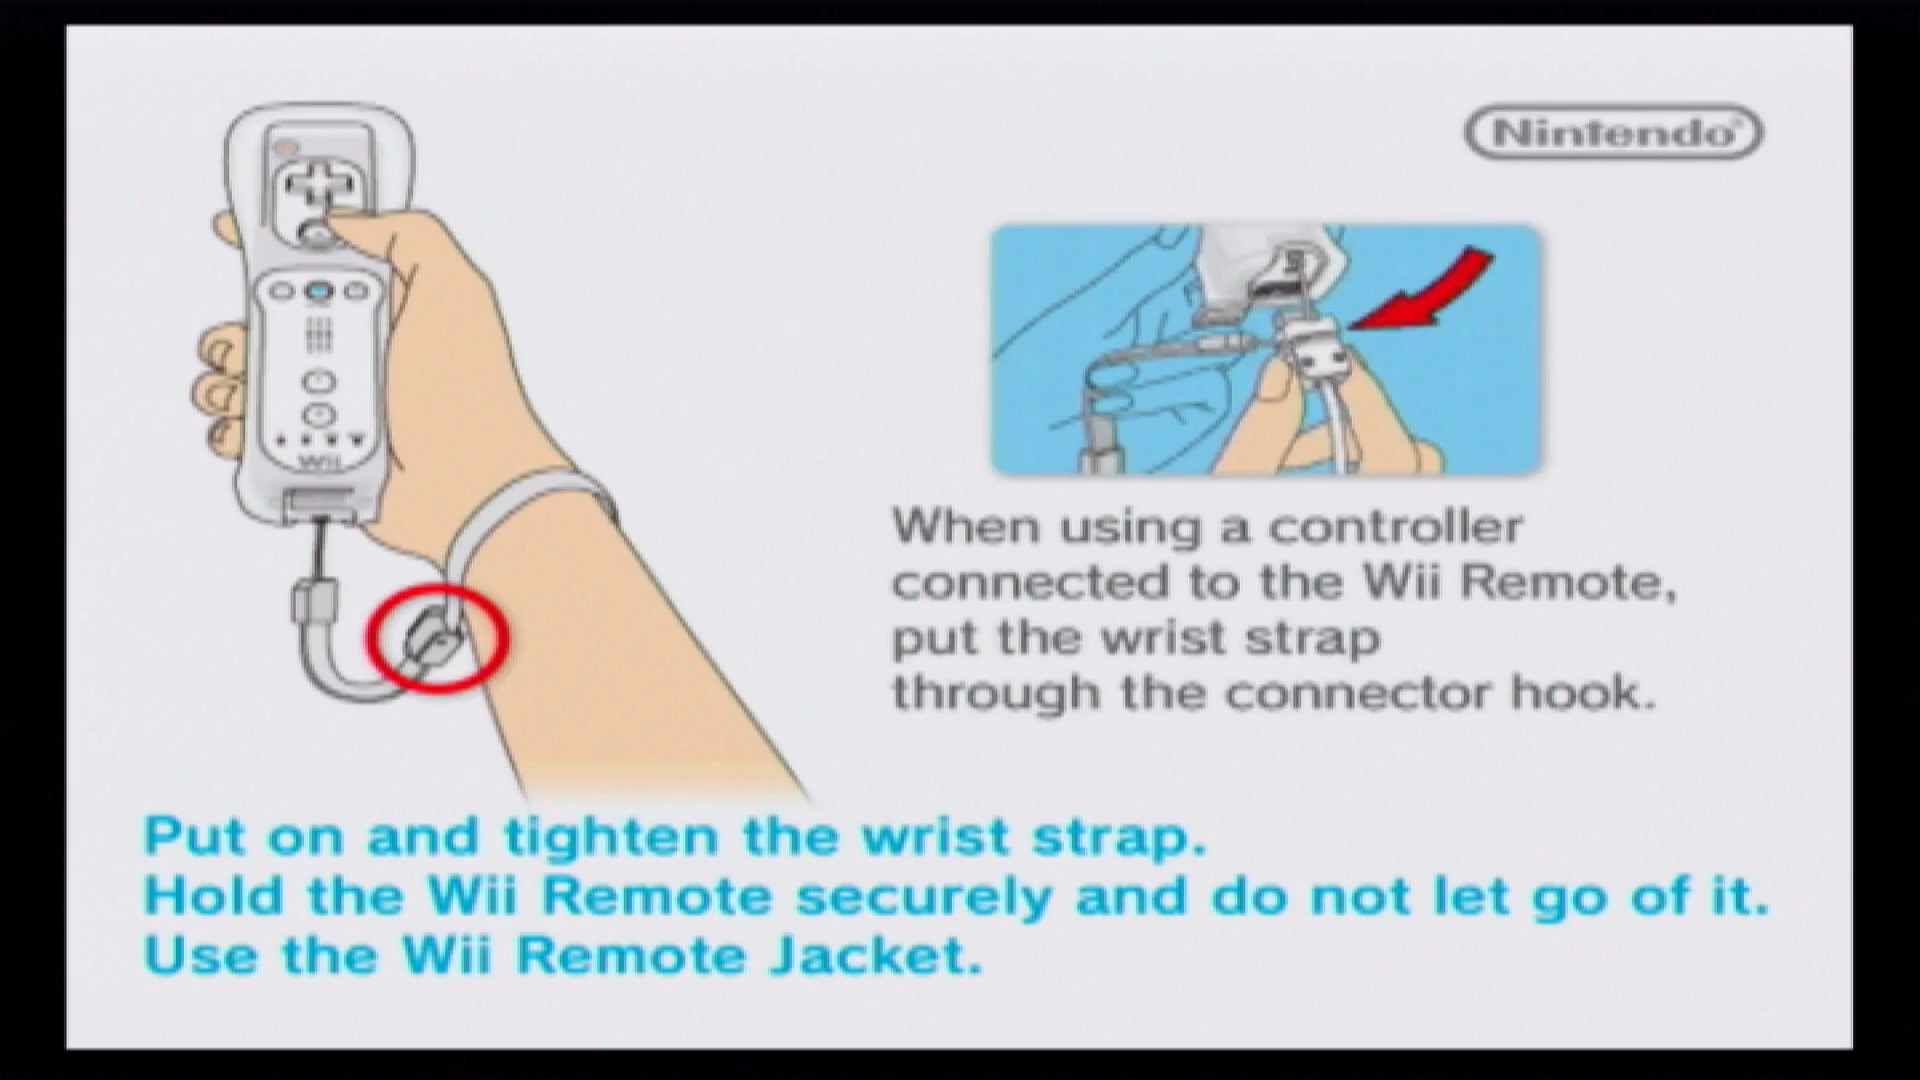 Nintendo®
Wii
When using a controller
connected to the Wii Remote,
put the wrist strap
through the connector hook.
Put on and tighten the wrist strap.
Hold the Wii Remote securely and do not let go of it.
Use the Wii Remote Jacket.